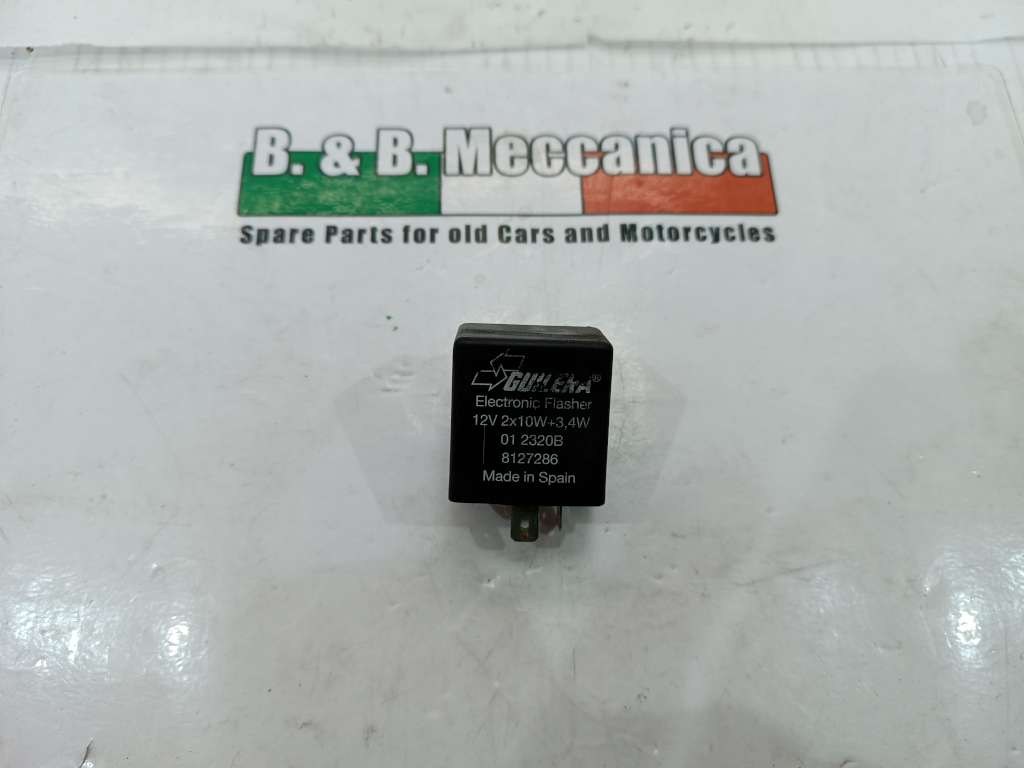 B. & B. Meccanica
Spare Parts for old Cars and Motorcycles
GUILERA®
Electronic Flasher
12V 2x10W+3,4W
01 2320B
8127286
Made in Spain